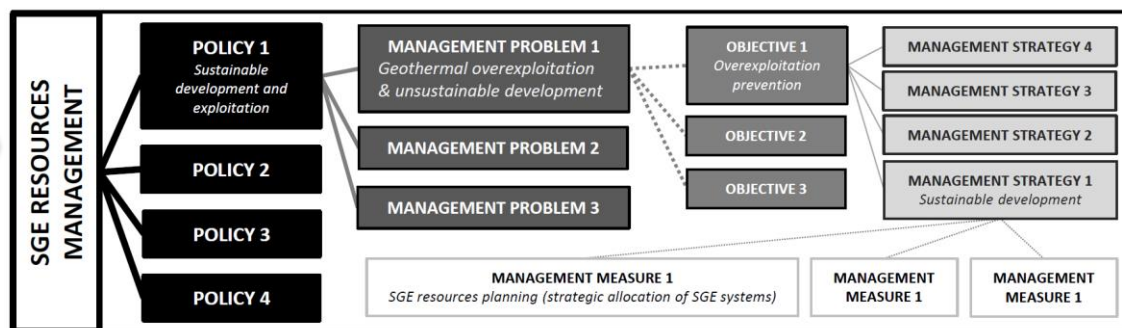 SGE RESOURCES
MANAGEMENT
POLICY 1
Sustainable
development and
exploitation
POLICY 2
POLICY 3
POLICY 4
MANAGEMENT PROBLEM 1
Geothermal overexploitation
& unsustainable development
MANAGEMENT PROBLEM 2
MANAGEMENT PROBLEM 3
OBJECTIVE 1
Overexploitation
prevention
OBJECTIVE 2
OBJECTIVE 3
MANAGEMENT STRATEGY 4
MANAGEMENT STRATEGY 3
MANAGEMENT STRATEGY 2
MANAGEMENT STRATEGY 1
Sustainable development
MANAGEMENT MEASURE 1
SGE resources planning (strategic allocation of SGE systems)
MANAGEMENT
MEASURE 1
MANAGEMENT
MEASURE 1